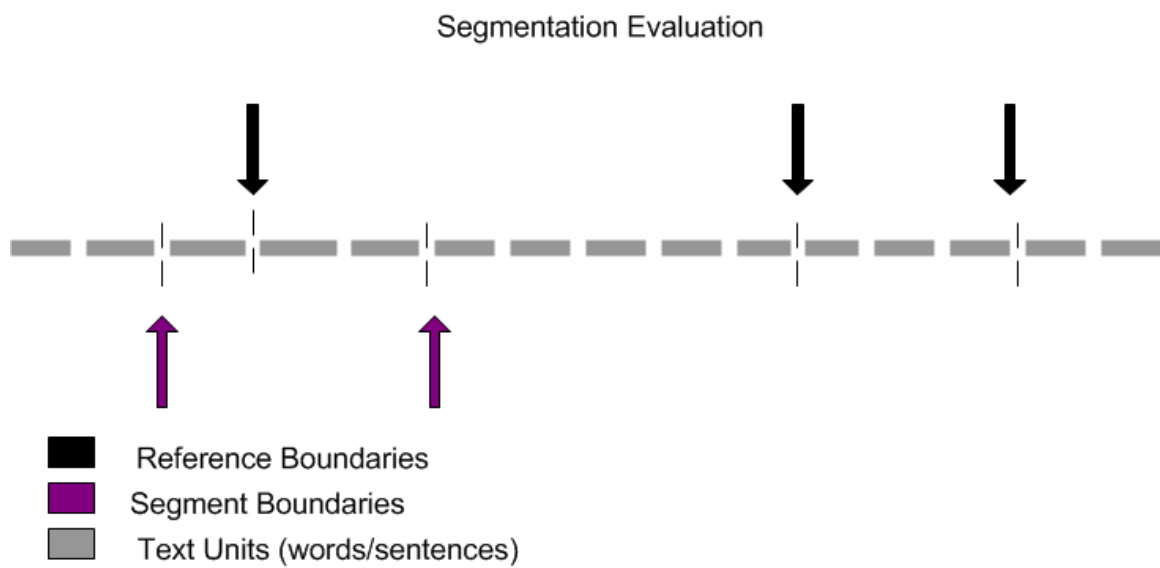 Segmentation Evaluation
Reference Boundaries
Segment Boundaries
Text Units (words/sentences)